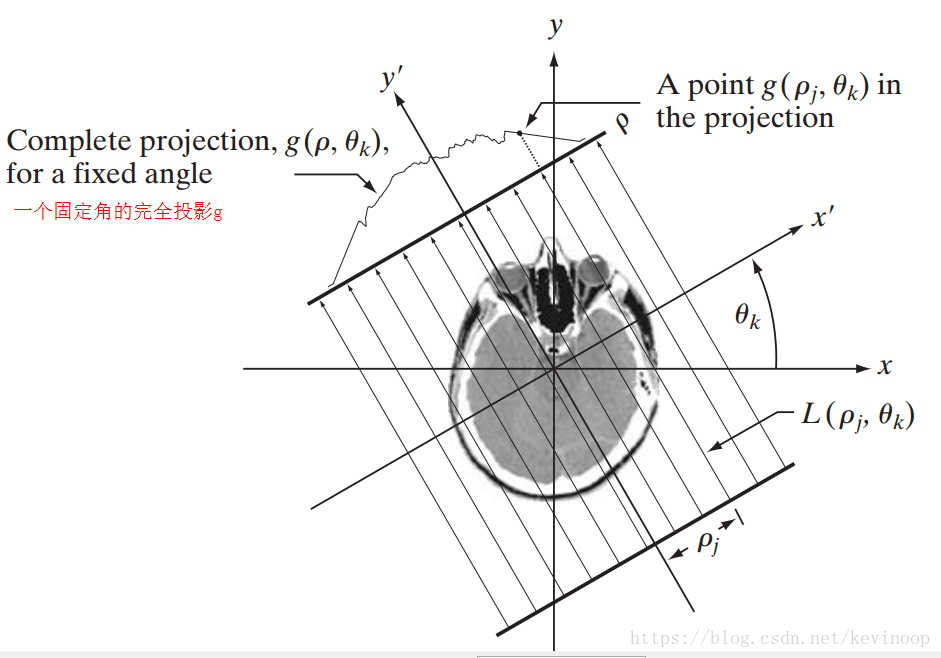 y
y′
A point g(ρj, θk) in
the projection
ρ
Complete projection, g(ρ, θk),
for a fixed angle
一个固定角的完全投影g
x′
θk
x
L(ρj, θk)
ρj
https://blog.csdn.net/kevinoop